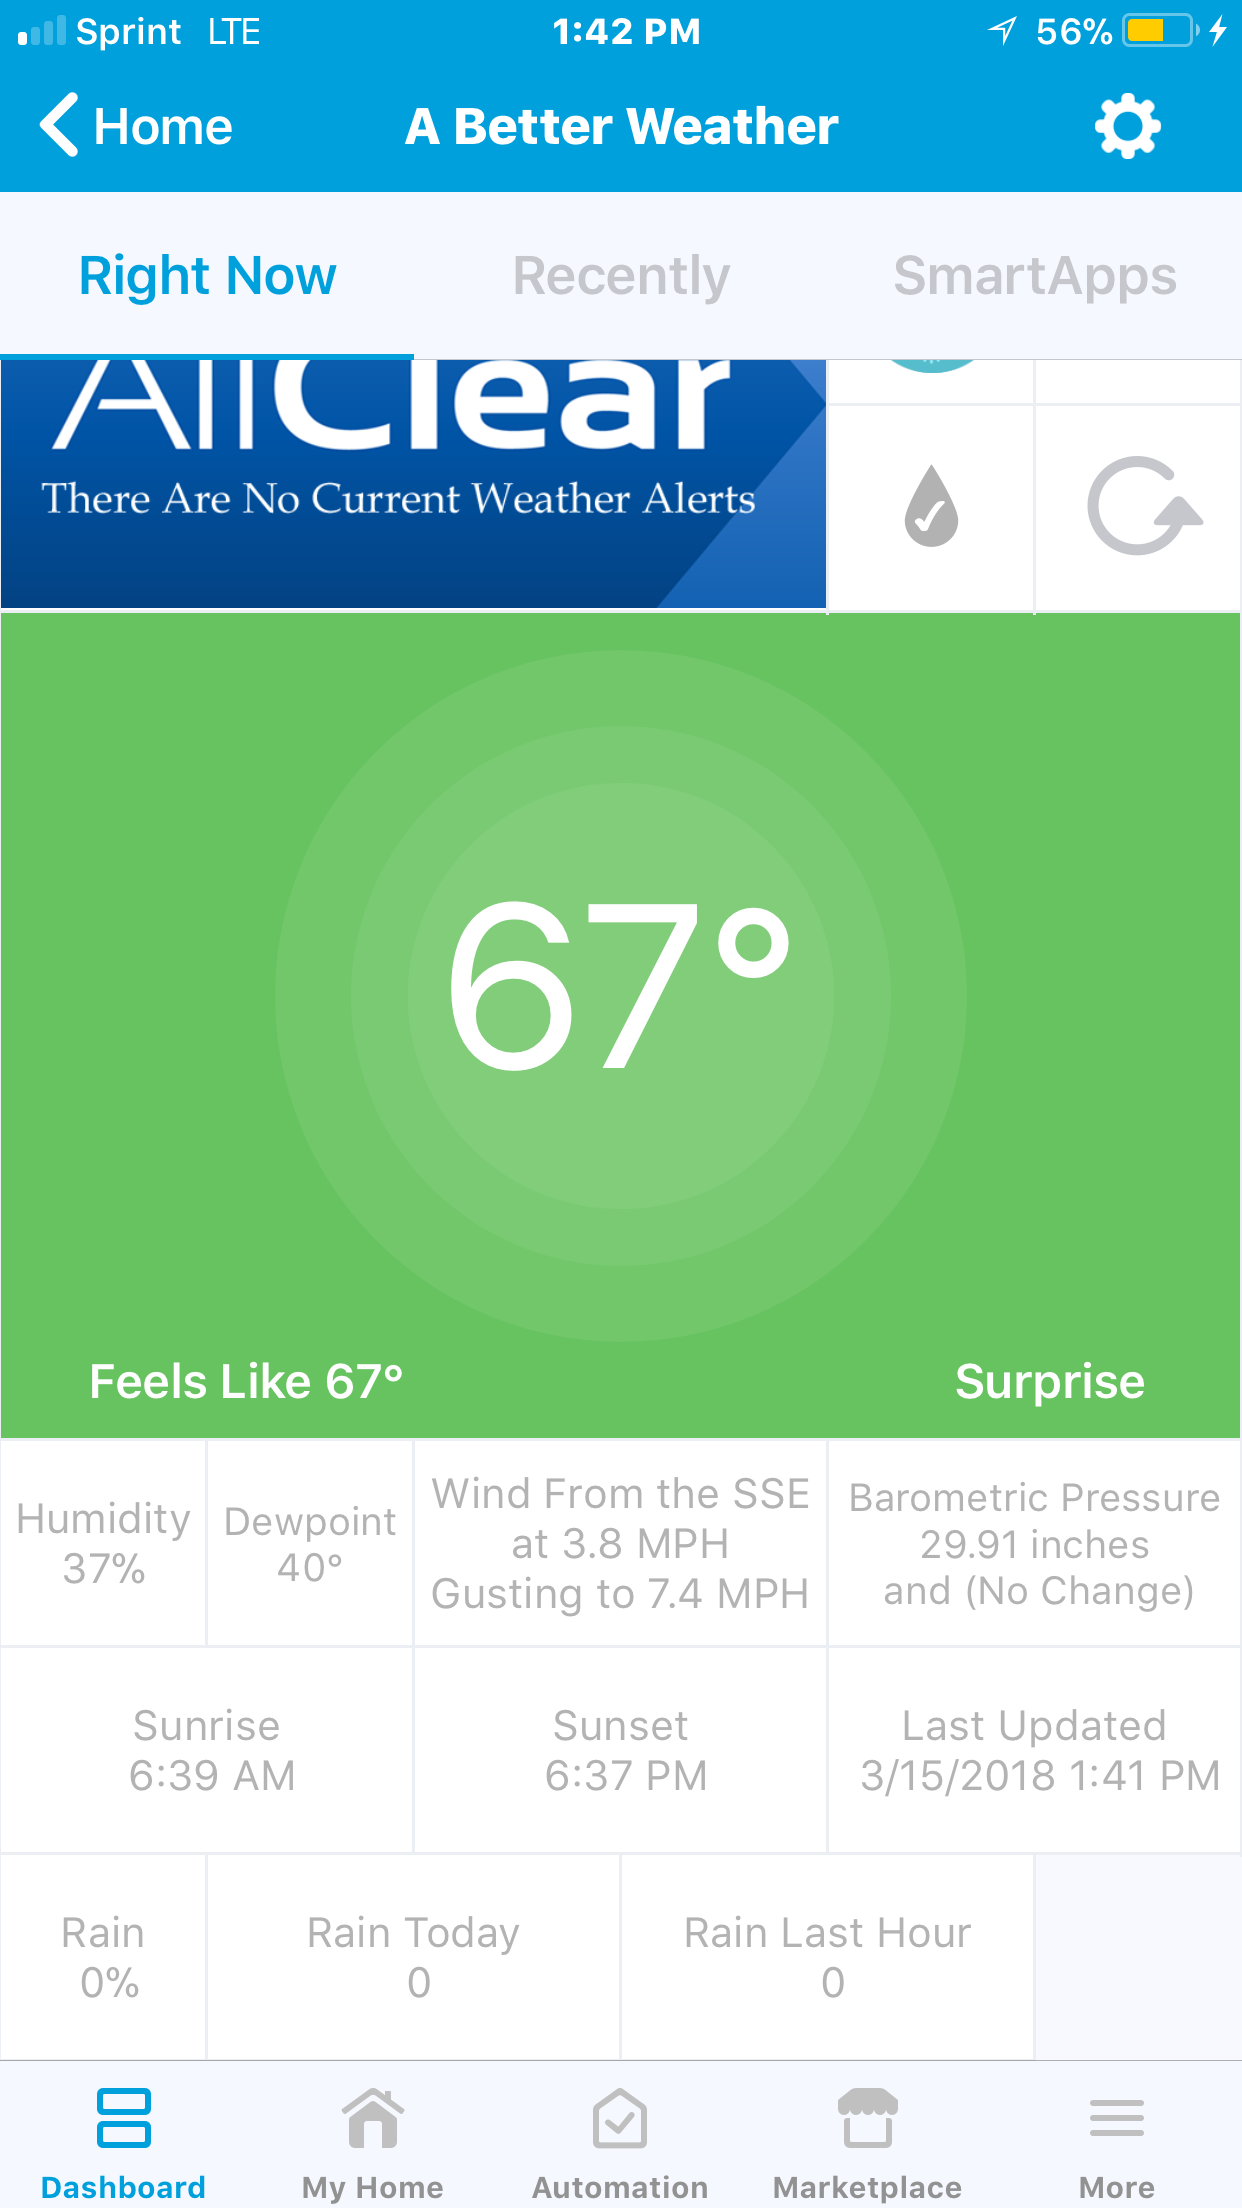 Sprint LTE 1:42 PM 56%
Home A Better Weather
Right Now Recently SmartApps
AllClear
There Are No Current Weather Alerts
67°
Feels Like 67° Surprise
Humidity
37%
Dewpoint
40°
Wind From the SSE
at 3.8 MPH
Gusting to 7.4 MPH
Barometric Pressure
29.91 inches
and (No Change)
Sunrise
6:39 AM
Sunset
6:37 PM
Last Updated
3/15/2018 1:41 PM
Rain
0%
Rain Today
0
Rain Last Hour
0
Dashboard My Home Automation Marketplace More